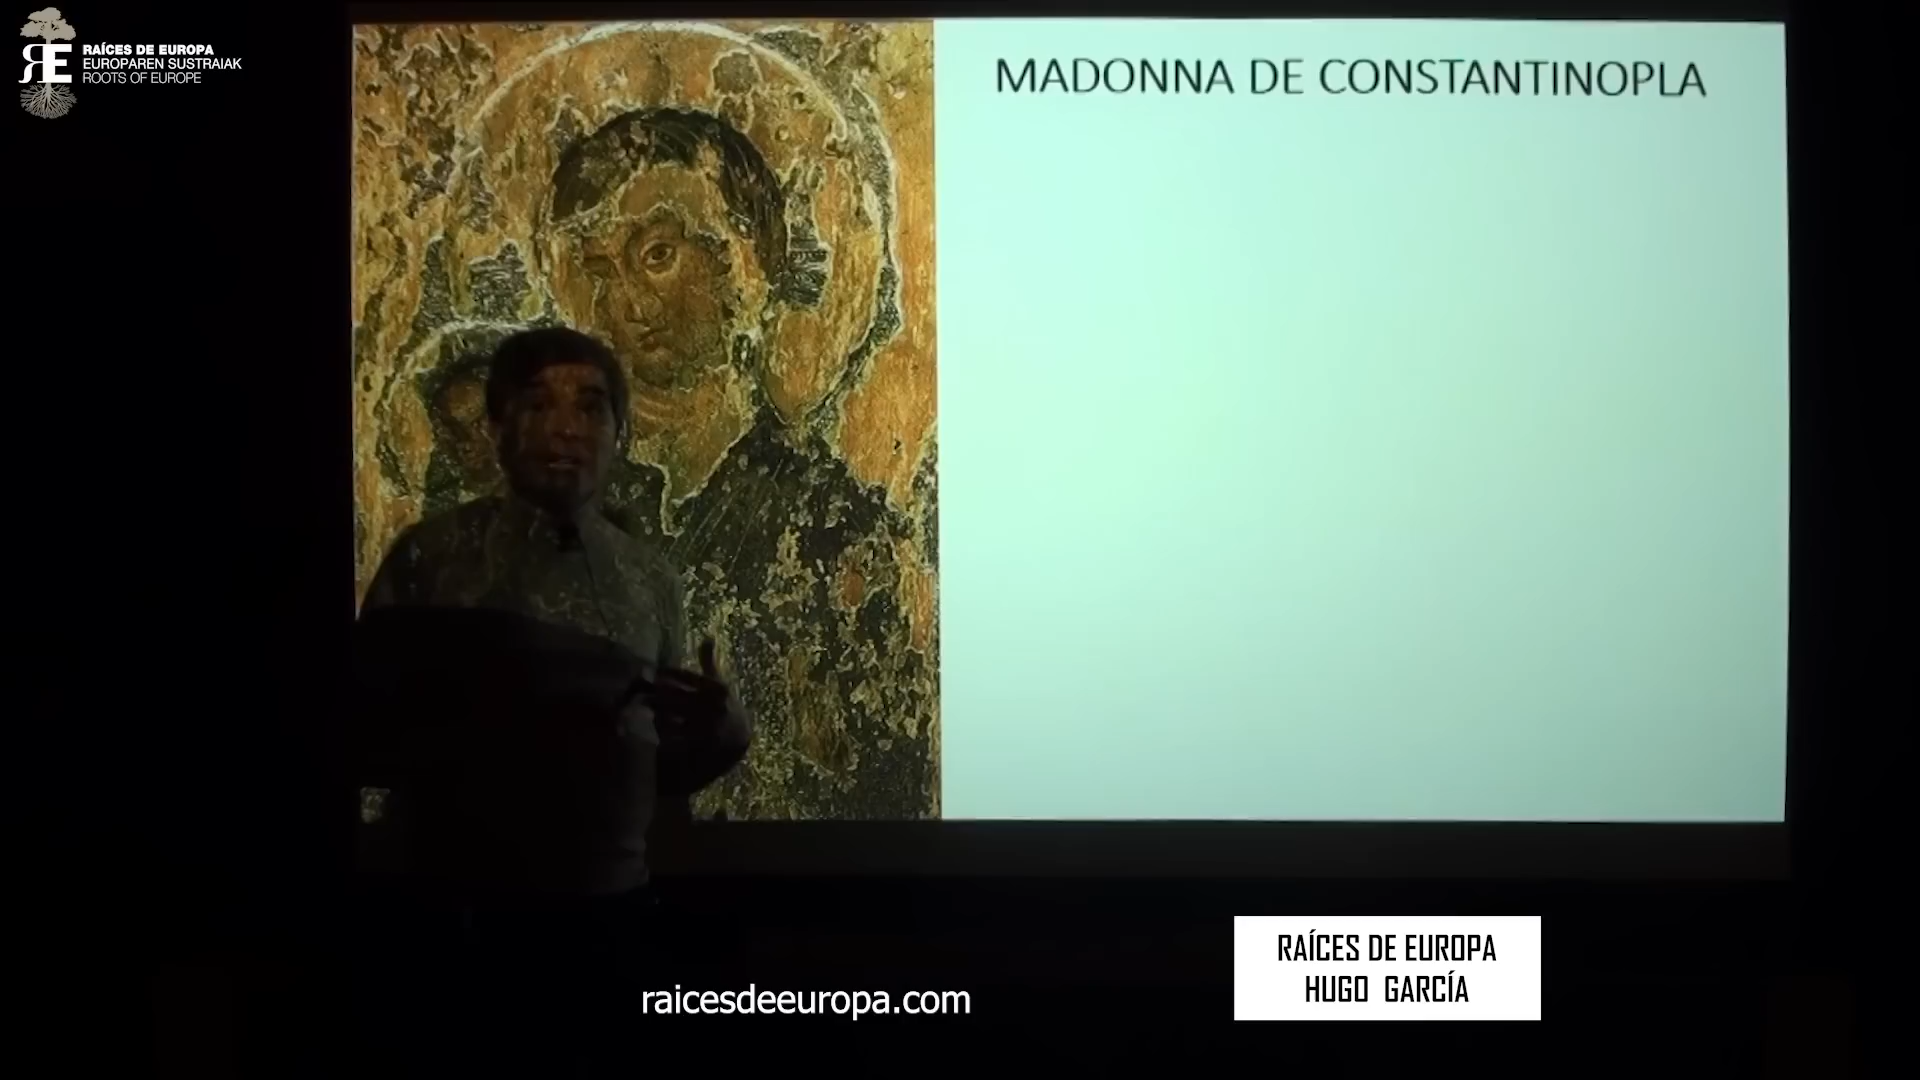 RAÍCES DE EUROPA
EUROPAREN SUSTRAIAK
ROOTS OF EUROPE
MADONNA DE CONSTANTINOPLA
RAÍCES DE EUROPA
HUGO GARCÍA
raicesdeeuropa.com